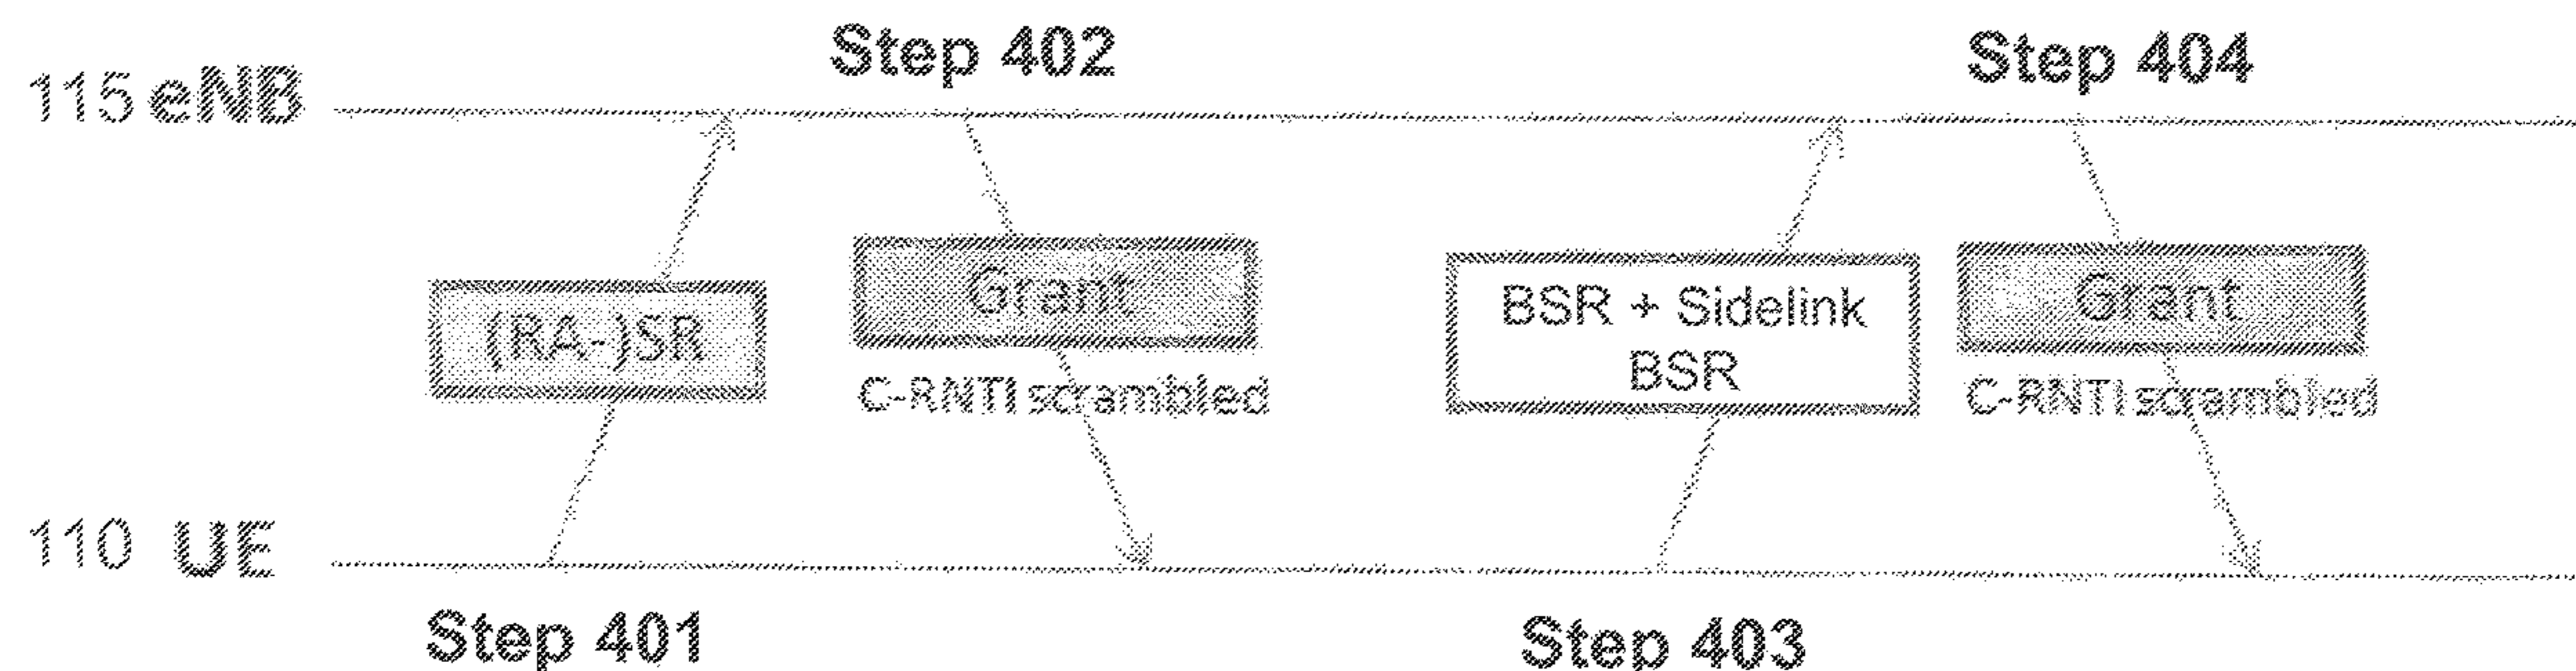 Step 402
Step 404
115 eNB
(RA-)SR
Grant
C-RNTI scrambled
BSR + Sidelink
BSR
Grant
C-RNTI scrambled
110 UE
Step 401
Step 403